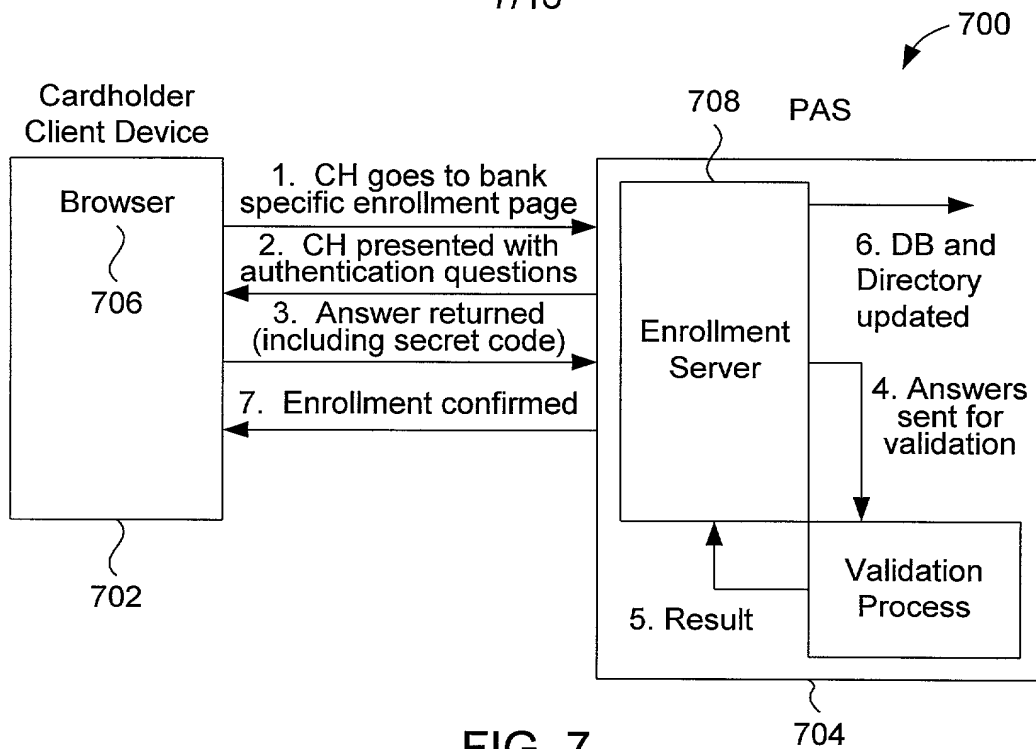 700
Cardholder
Client Device
708
PAS
Browser
706
1. CH goes to bank
specific enrollment page
2. CH presented with
authentication questions
3. Answer returned
(including secret code)
7. Enrollment confirmed
Enrollment
Server
6. DB and
Directory
updated
4. Answers
sent for
validation
Validation
Process
5. Result
702
704